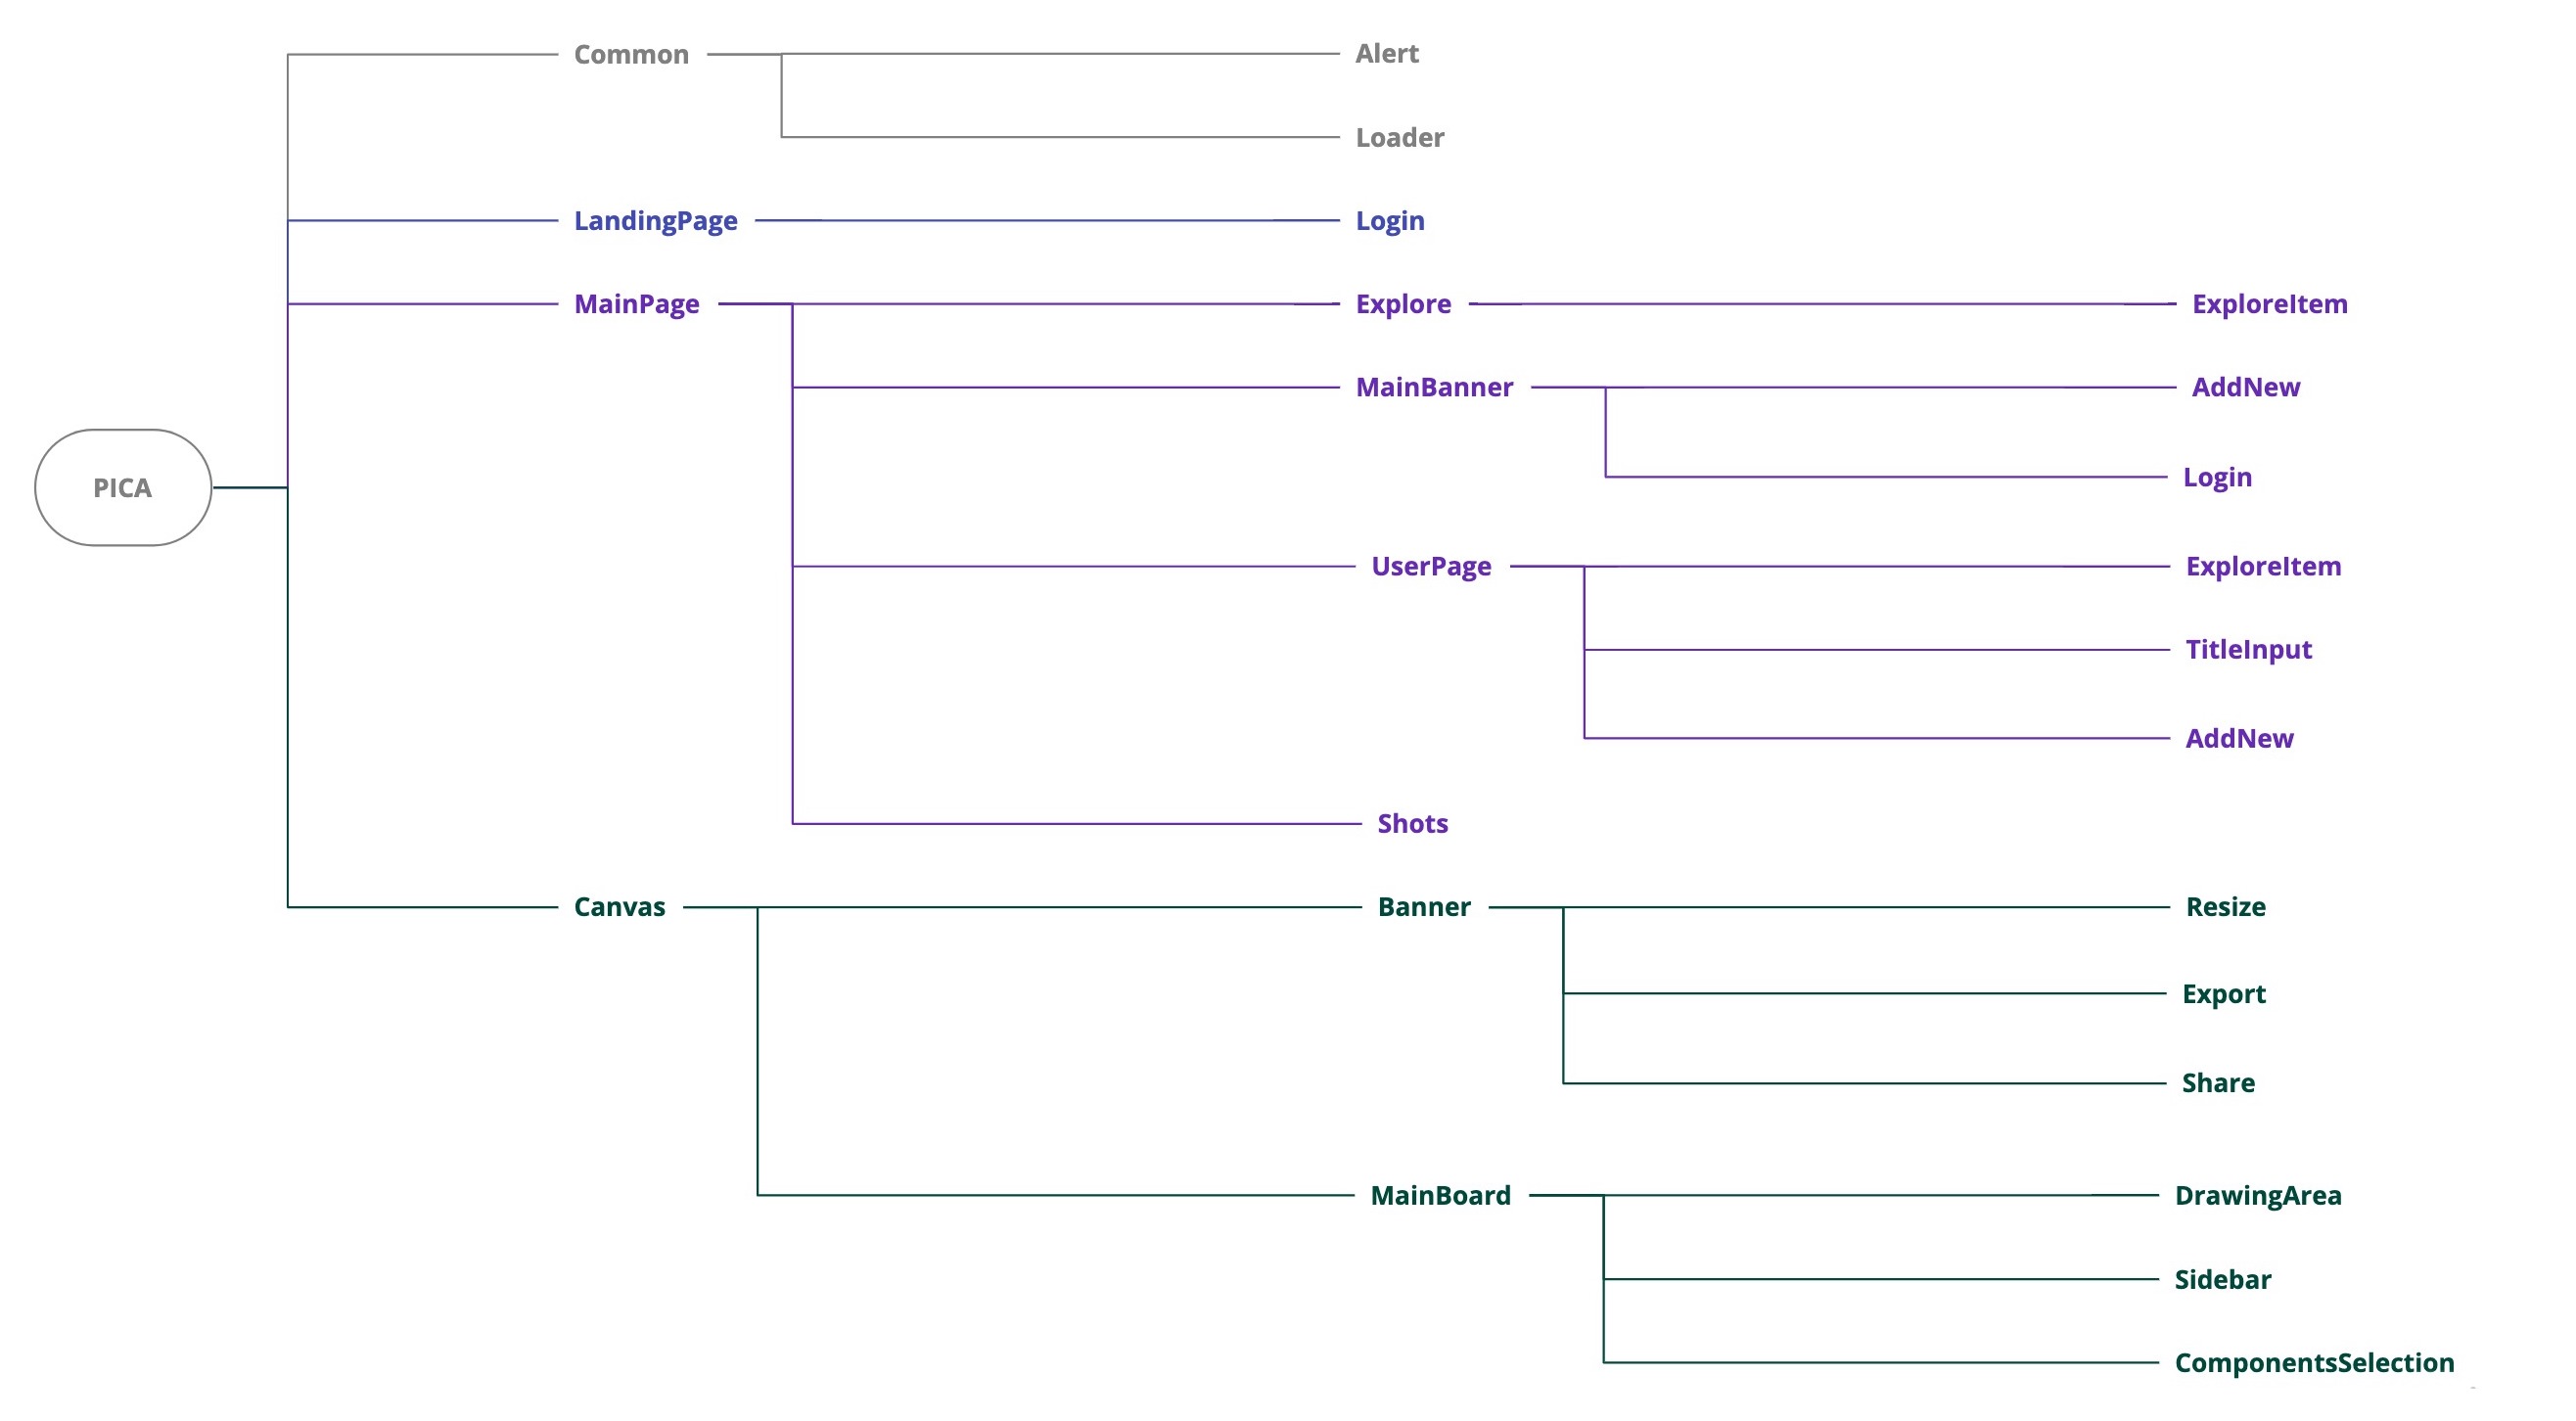 Common
Alert
Loader
LandingPage
Login
MainPage
Explore
ExploreItem
MainBanner
AddNew
Login
PICA
UserPage
ExploreItem
TitleInput
AddNew
Shots
Canvas
Banner
Resize
Export
Share
MainBoard
DrawingArea
Sidebar
ComponentsSelection